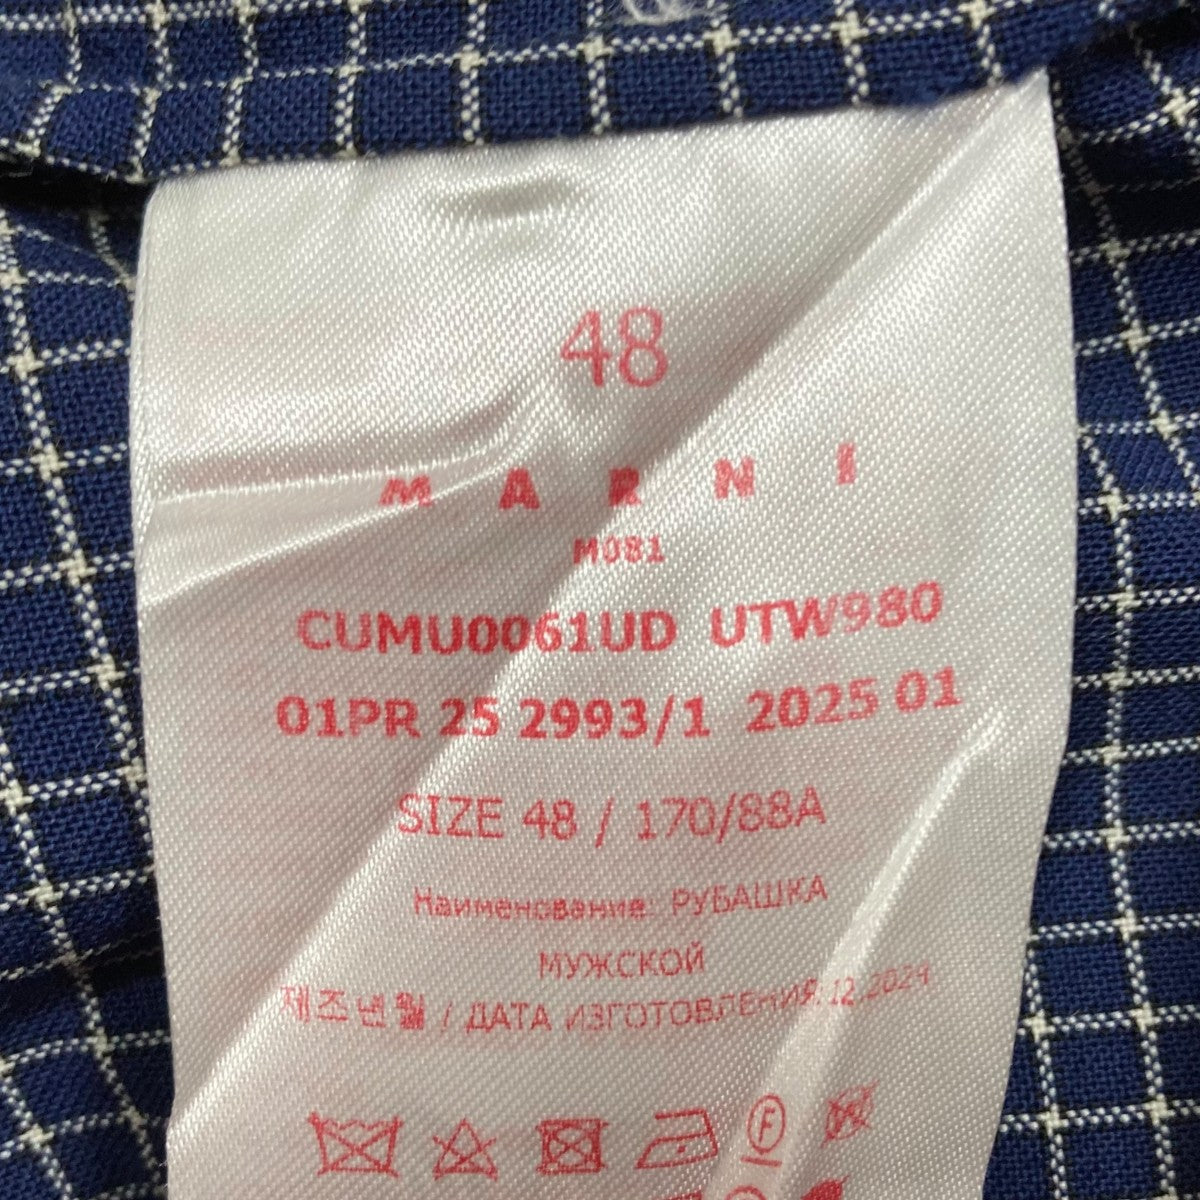 48
MARNI
M081
CUMU0061UD UTW980
01PR 25 2993/1 2025 01
SIZE 48 / 170/88A
Наименование: РУБАШКА
МУЖСКОЙ
제조년월 / ДАТА ИЗГОТОВЛЕНИЯ: 12.2024
F